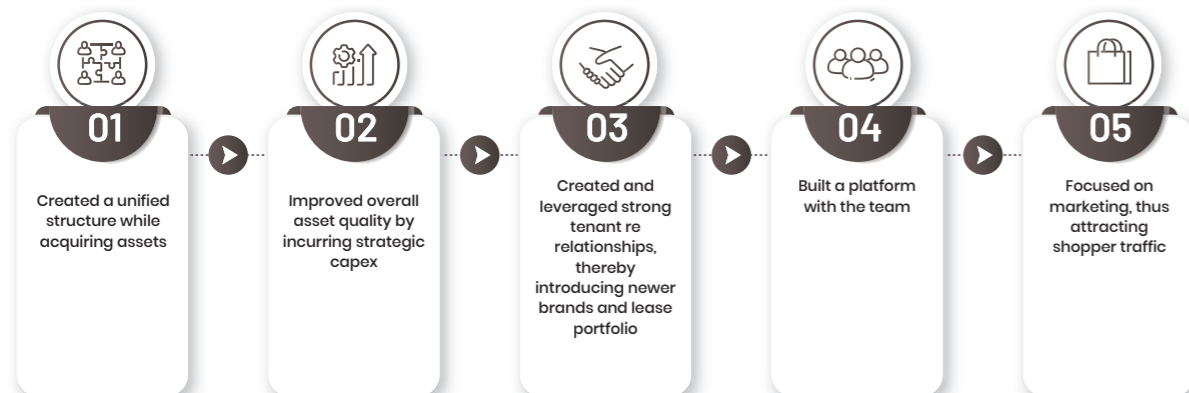 01
Created a unified
structure while
acquiring assets
02
Improved overall
asset quality by
incurring strategic
capex
03
Created and
leveraged strong
tenant re
relationships,
thereby
introducing newer
brands and lease
portfolio
04
Built a platform
with the team
05
Focused on
marketing, thus
attracting
shopper traffic